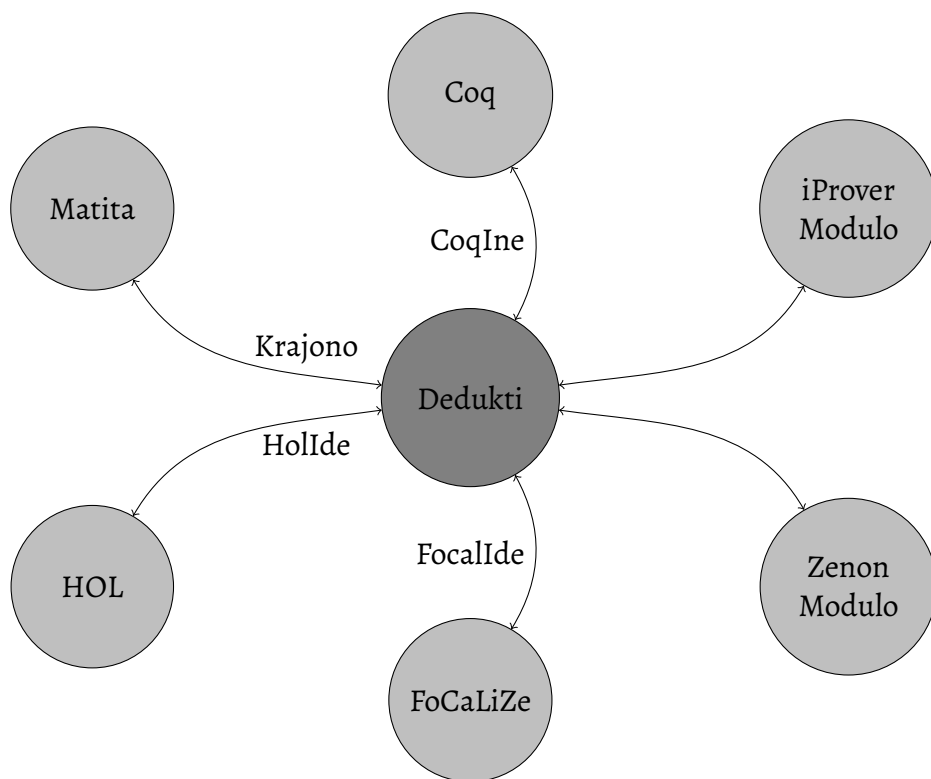 Coq
iProver
Modulo
Matita
CoqIne
Krajono
Dedukti
HolIde
FocalIde
Zenon
Modulo
HOL
FoCaLiZe